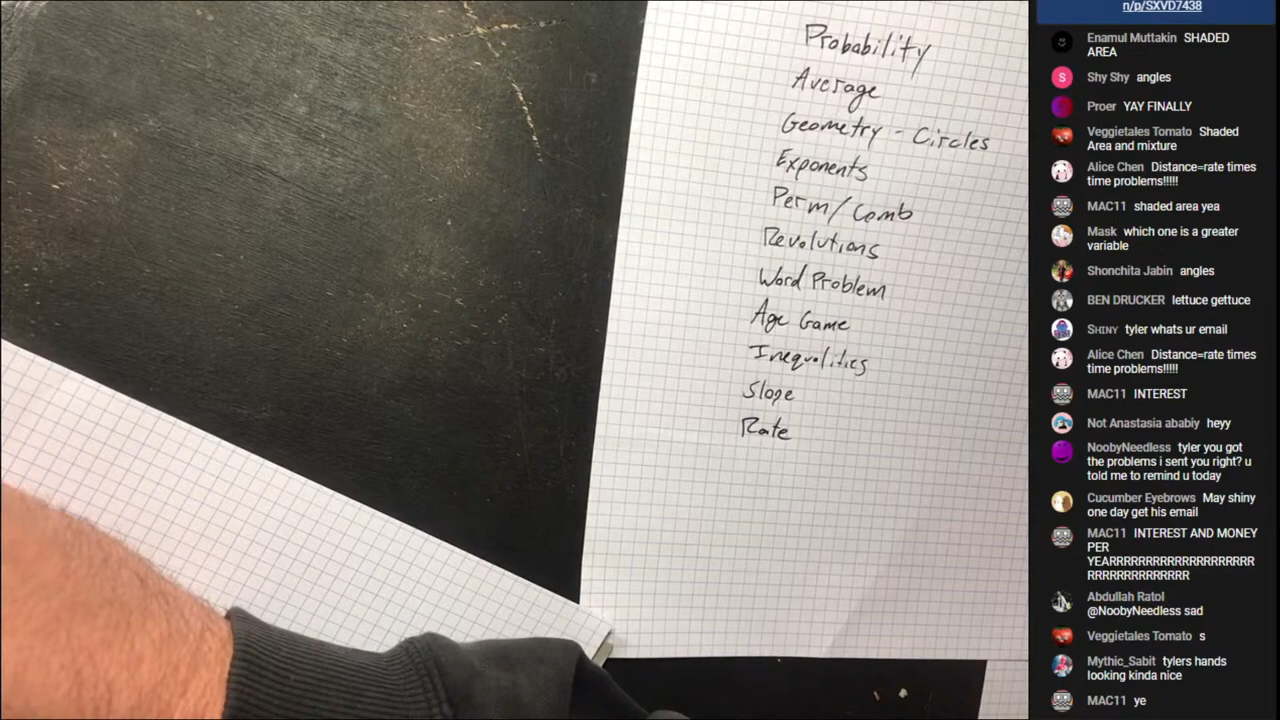 Probability
Average
Geometry - Circles
Exponents
Perm/Comb
Revolutions
Word Problem
Age Game
Inequalities
Slope
Rate
n/p/SXVD7438
Enamul Muttakin SHADED
AREA
S
Shy Shy angles
Proer YAY FINALLY
Veggietales Tomato Shaded
Area and mixture
Alice Chen Distance=rate times
time problems!!!!!
MAC11 shaded area yea
Mask which one is a greater
variable
Shonchita Jabin angles
BEN DRUCKER lettuce gettuce
SHINY tyler whats ur email
Alice Chen Distance=rate times
time problems!!!!!
MAC11 INTEREST
Not Anastasia ababiy heyy
NoobyNeedless tyler you got
the problems i sent you right? u
told me to remind u today
Cucumber Eyebrows May shiny
one day get his email
MAC11 INTEREST AND MONEY
PER
YEARRRRRRRRRRRRRRRRRRRR
RRRRRRRRRRRRRRR
Abdullah Ratol
@NoobyNeedless sad
Veggietales Tomato s
Mythic_Sabit tylers hands
looking kinda nice
MAC11 ye